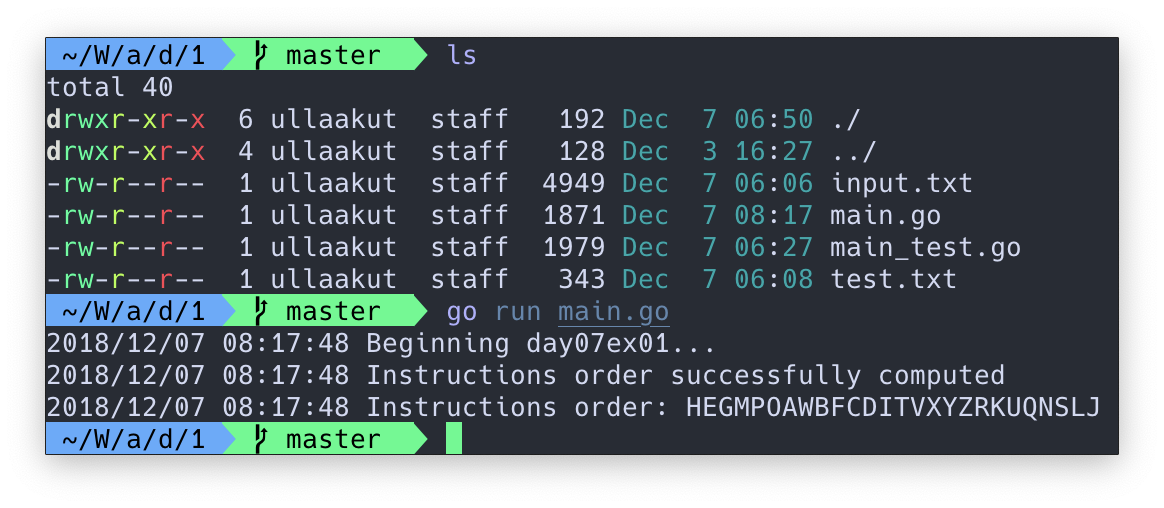 ~/W/a/d/1 master ls
total 40
drwxr-xr-x 6 ullaakut staff 192 Dec 7 06:50 ./
drwxr-xr-x 4 ullaakut staff 128 Dec 3 16:27 ../
-rw-r--r-- 1 ullaakut staff 4949 Dec 7 06:06 input.txt
-rw-r--r-- 1 ullaakut staff 1871 Dec 7 08:17 main.go
-rw-r--r-- 1 ullaakut staff 1979 Dec 7 06:27 main_test.go
-rw-r--r-- 1 ullaakut staff 343 Dec 7 06:08 test.txt
~/W/a/d/1 master go run main.go
2018/12/07 08:17:48 Beginning day07ex01...
2018/12/07 08:17:48 Instructions order successfully computed
2018/12/07 08:17:48 Instructions order: HEGMPOAWBFCDITVXYZRKUQNSLJ
~/W/a/d/1 master